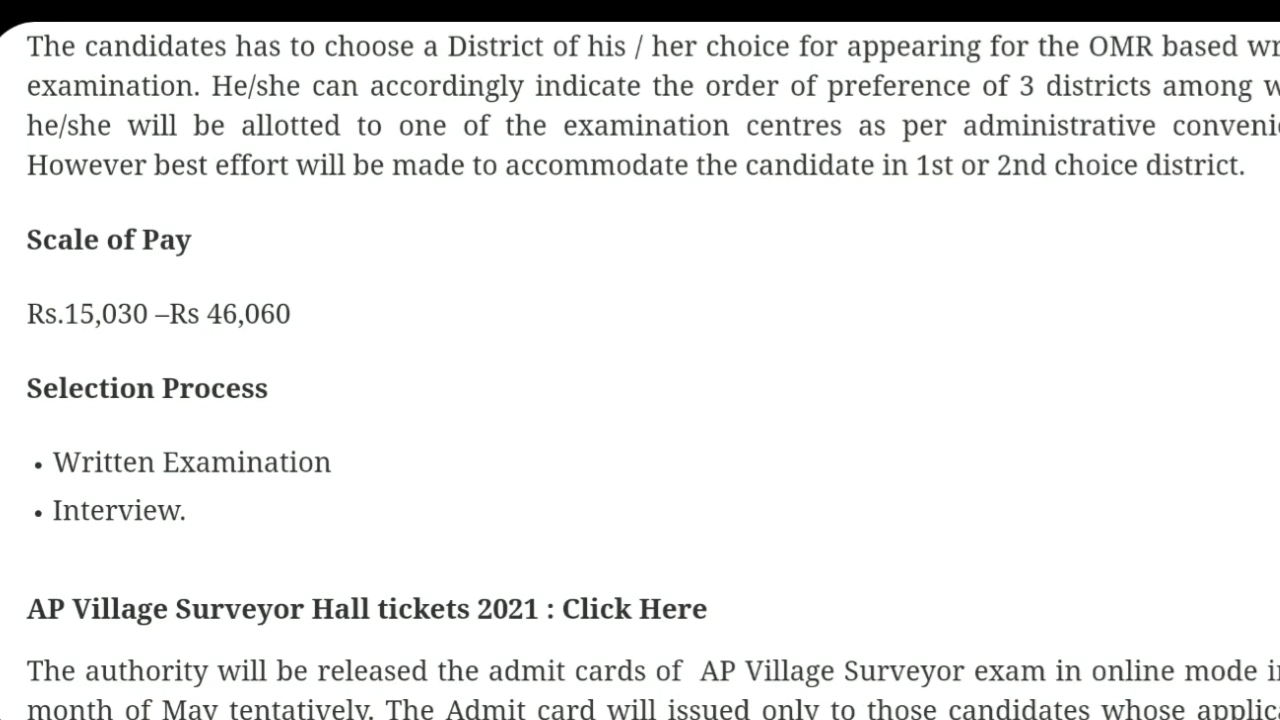 The candidates has to choose a District of his / her choice for appearing for the OMR based
examination. He/she can accordingly indicate the order of preference of 3 districts among
he/she will be allotted to one of the examination centres as per administrative
However best effort will be made to accommodate the candidate in 1st or 2nd choice district.
Scale of Pay
Rs.15,030 –Rs 46,060
Selection Process
• Written Examination
• Interview.
AP Village Surveyor Hall tickets 2021 : Click Here
The authority will be released the admit cards of AP Village Surveyor exam in online mode
month of May tentatively. The Admit card will issued only to those candidates whose